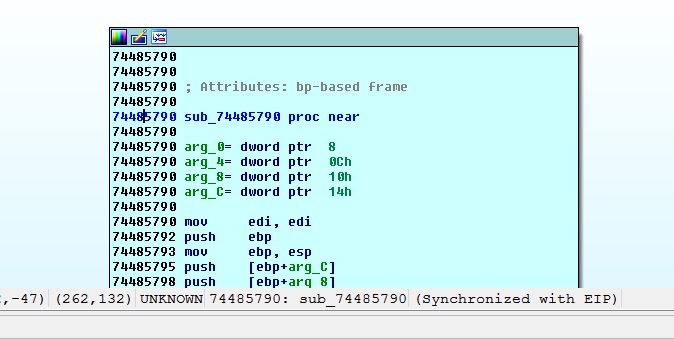 74485790
74485790
74485790 ; Attributes: bp-based frame
74485790
74485790 sub_74485790 proc near
74485790
74485790 arg_0= dword ptr  8
74485790 arg_4= dword ptr  0Ch
74485790 arg_8= dword ptr  10h
74485790 arg_C= dword ptr  14h
74485790
74485790 mov     edi, edi
74485792 push    ebp
74485793 mov     ebp, esp
74485795 push    [ebp+arg_C]
74485798 push    [ebp+arg_8]
,-47) (262,132) UNKNOWN 74485790: sub_74485790 (Synchronized with EIP)